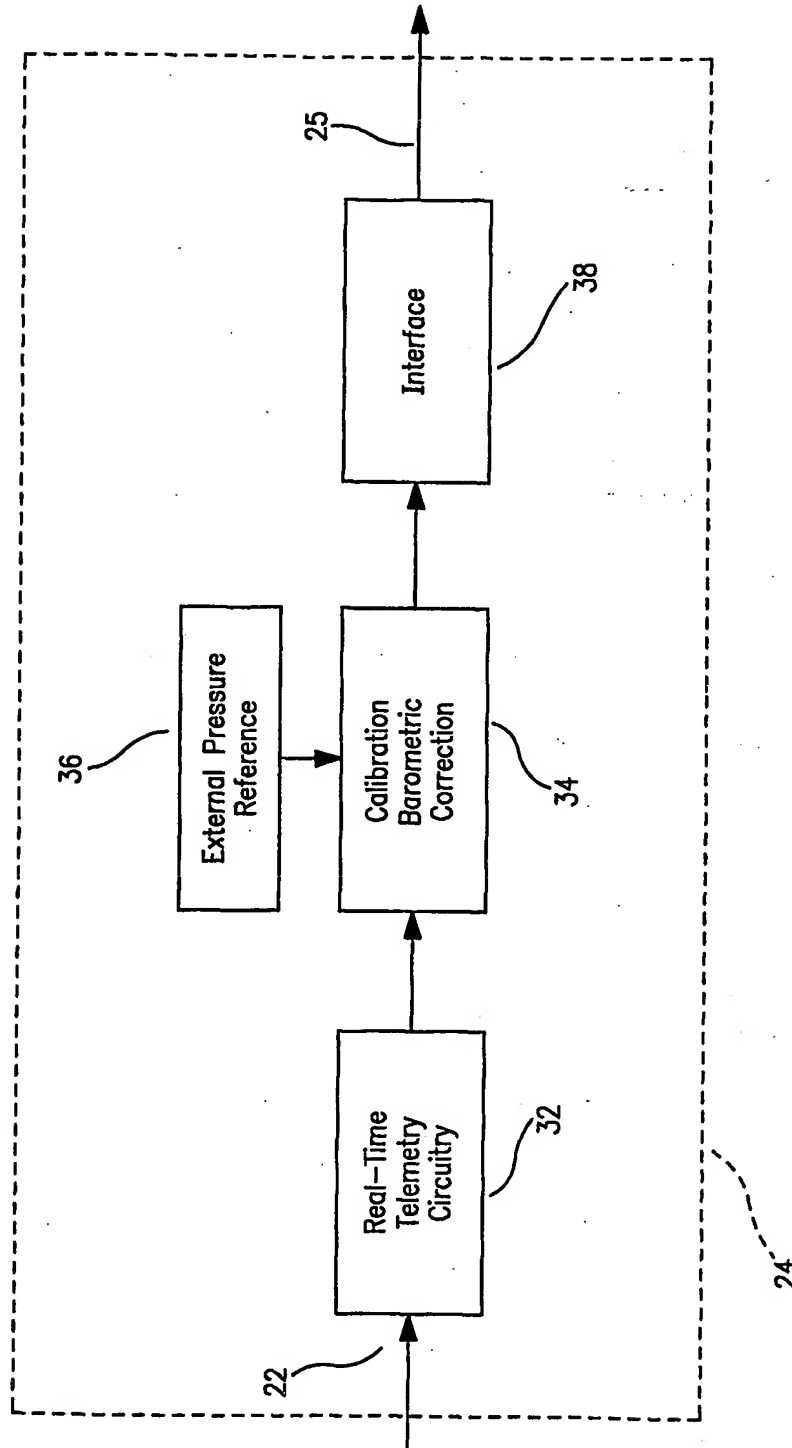 22
Real-Time
Telemetry
Circuitry
32
External Pressure
Reference
36
Calibration
Barometric
Correction
34
Interface
38
25
24